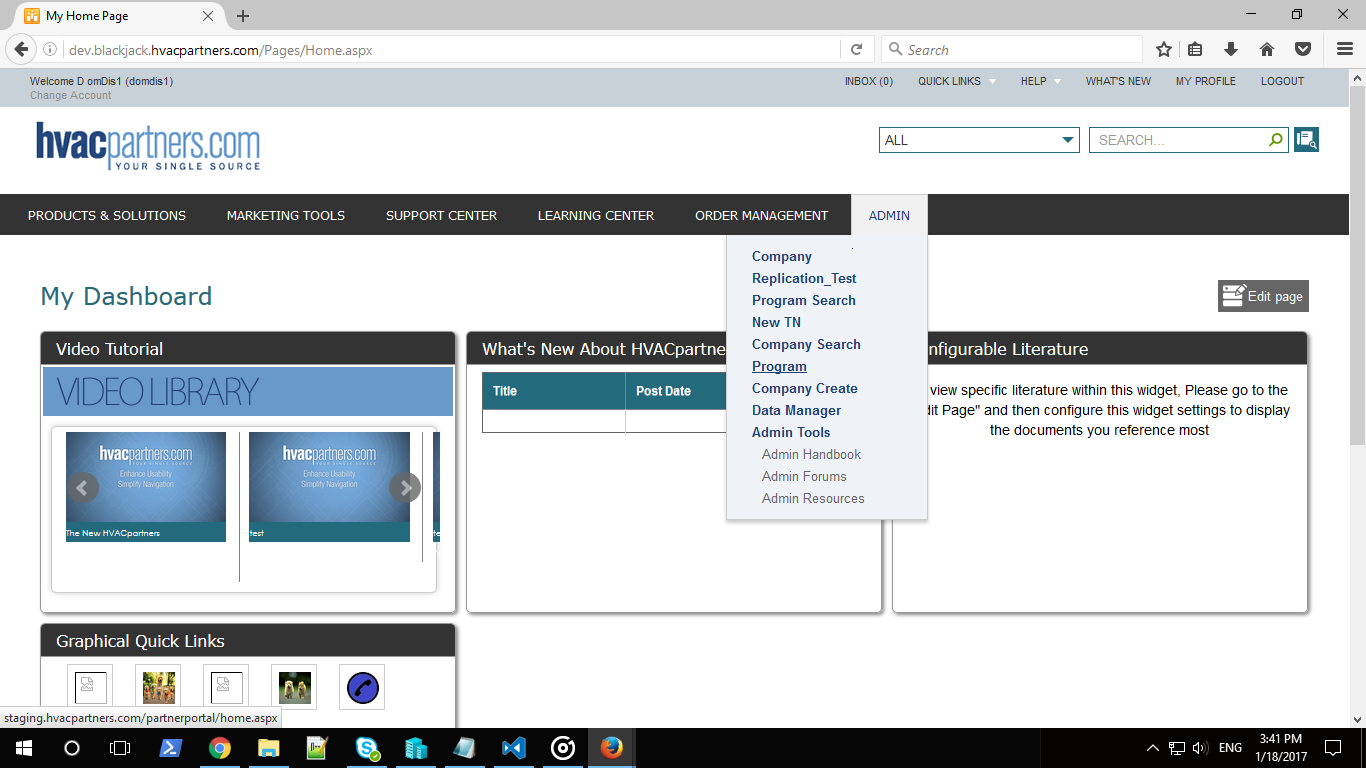 My Home Page
dev.blackjack.hvacpartners.com/Pages/Home.aspx
Search
Welcome D omDis1 (domdis1)
Change Account
INBOX (0)
QUICK LINKS
HELP
WHAT'S NEW
MY PROFILE
LOGOUT
hvacpartners.com
YOUR SINGLE SOURCE
ALL
SEARCH...
PRODUCTS & SOLUTIONS
MARKETING TOOLS
SUPPORT CENTER
LEARNING CENTER
ORDER MANAGEMENT
ADMIN
Company
Replication_Test
Program Search
New TN
Company Search
Program
Company Create
Data Manager
Admin Tools
Admin Handbook
Admin Forums
Admin Resources
My Dashboard
Edit page
Video Tutorial
VIDEO LIBRARY
hvacpartners.com
YOUR SINGLE SOURCE
Enhance Usability
Simplify Navigation
The New HVACpartners
hvacpartners.com
YOUR SINGLE SOURCE
Enhance Usability
Simplify Navigation
test
te
What's New About HVACpartne
Title
Post Date
nfigurable Literature
view specific literature within this widget, Please go to the
dit Page" and then configure this widget settings to display
the documents you reference most
Graphical Quick Links
staging.hvacpartners.com/partnerportal/home.aspx
ENG
3:41 PM
1/18/2017